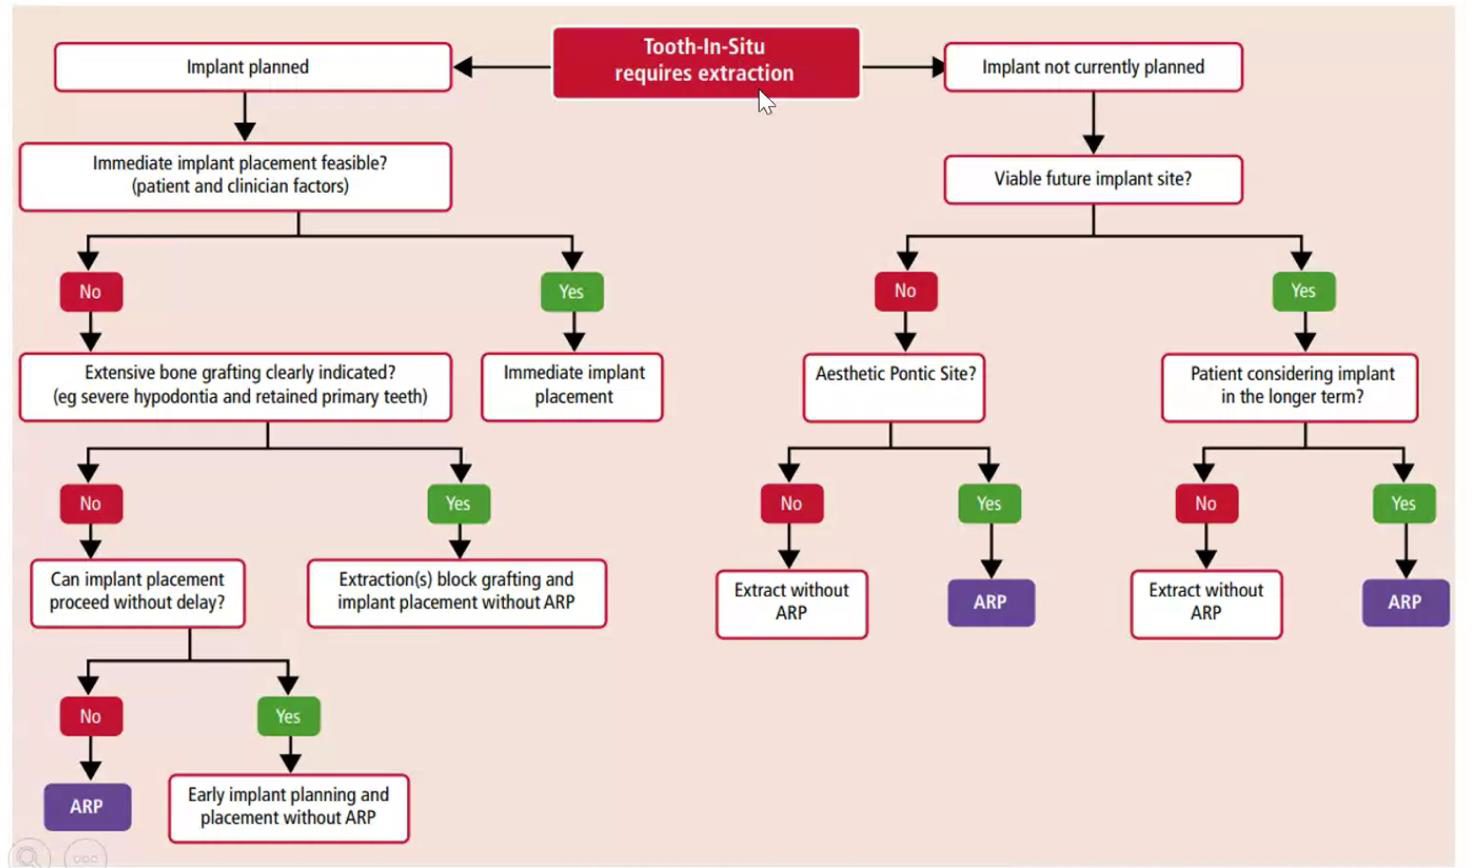 Tooth-In-Situ
requires extraction
Implant planned
Implant not currently planned
Immediate implant placement feasible?
(patient and clinician factors)
Viable future implant site?
No
Yes
No
Yes
Extensive bone grafting clearly indicated?
(eg severe hypodontia and retained primary teeth)
Immediate implant
placement
Aesthetic Pontic Site?
Patient considering implant
in the longer term?
No
Yes
No
Yes
No
Yes
Can implant placement
proceed without delay?
Extraction(s) block grafting and
implant placement without ARP
Extract without
ARP
ARP
Extract without
ARP
ARP
No
Yes
ARP
Early implant planning and
placement without ARP